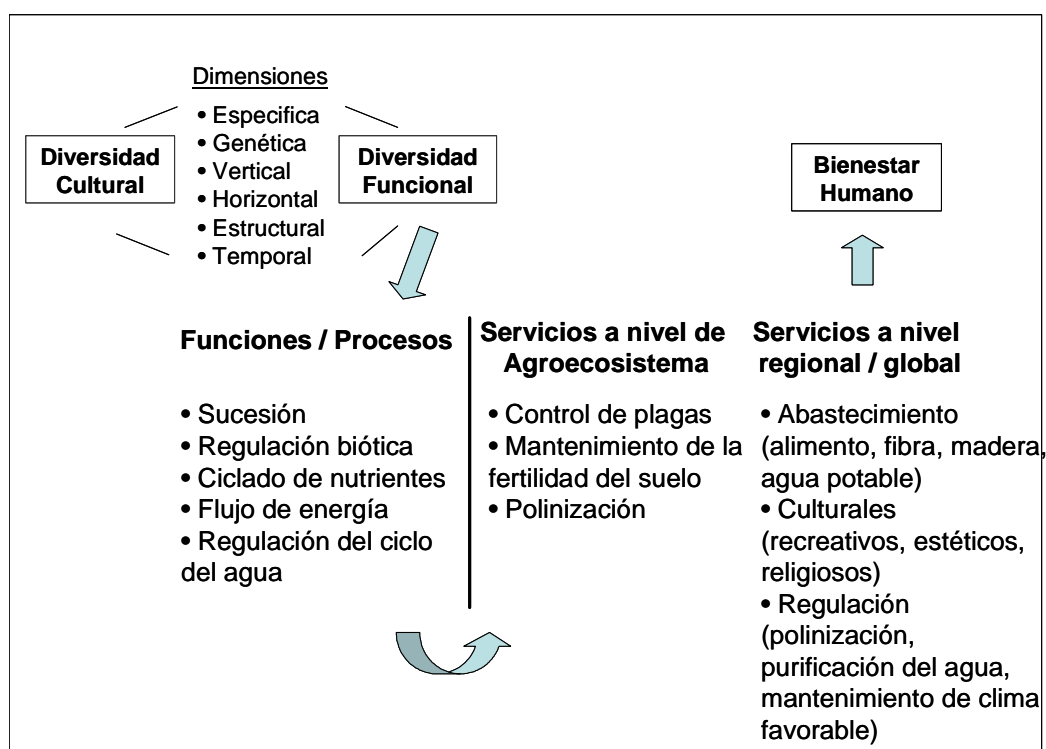 Dimensiones
• Especifica
• Genética
• Vertical
• Horizontal
• Estructural
• Temporal
Diversidad
Cultural
Diversidad
Funcional
Bienestar
Humano
Funciones / Procesos
• Sucesión
• Regulación biótica
• Ciclado de nutrientes
• Flujo de energía
• Regulación del ciclo
del agua
Servicios a nivel de
Agroecosistema
• Control de plagas
• Mantenimiento de la
fertilidad del suelo
• Polinización
Servicios a nivel
regional / global
• Abastecimiento
(alimento, fibra, madera,
agua potable)
• Culturales
(recreativos, estéticos,
religiosos)
• Regulación
(polinización,
purificación del agua,
mantenimiento de clima
favorable)